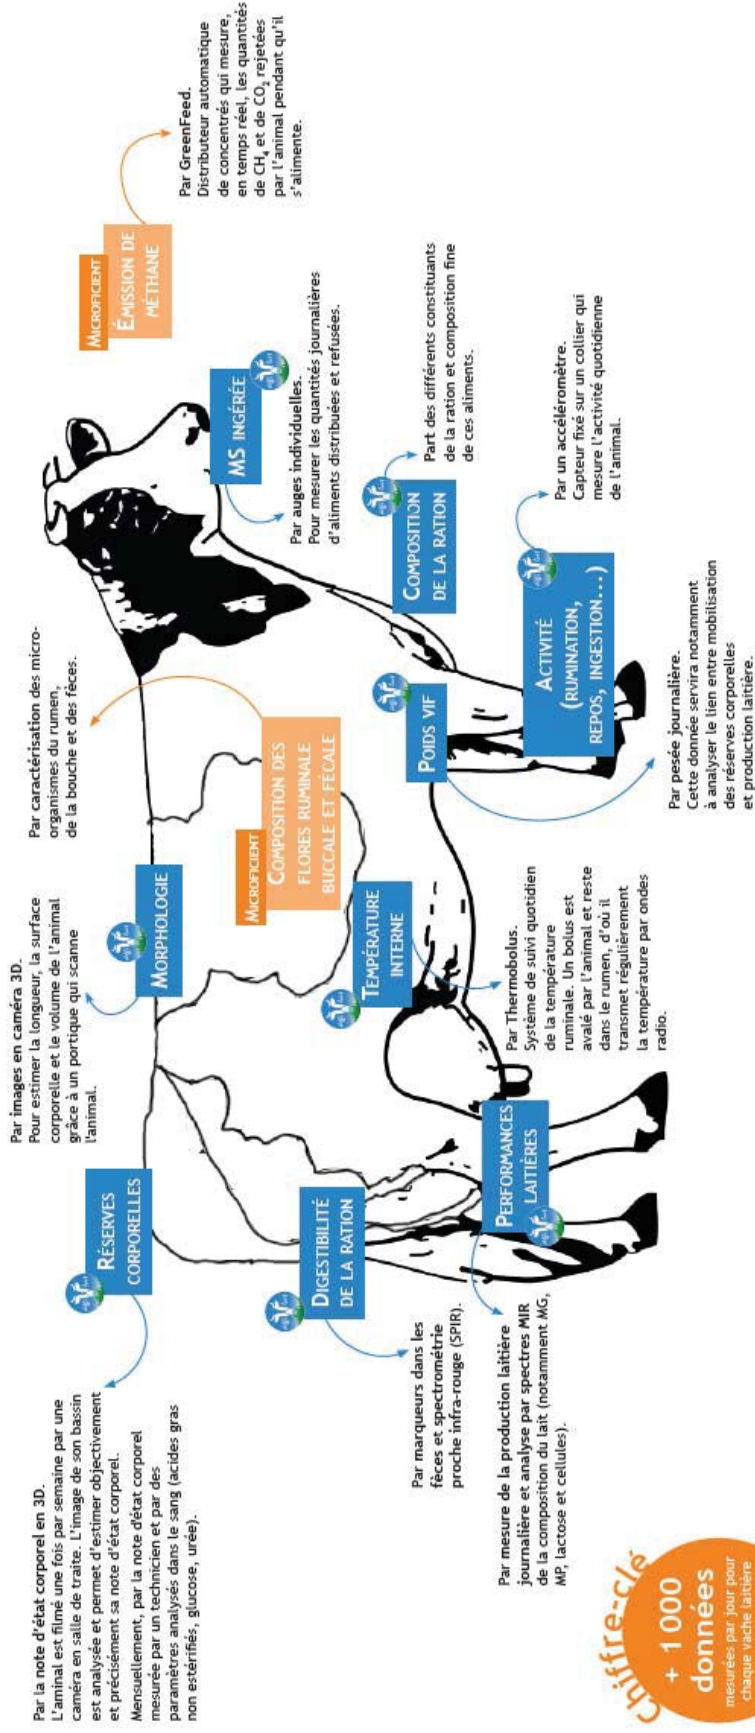 Par la note d'état corporel en 3D.
L'aminal est filmé une fois par semaine par une
caméra en salle de traite. L'image de son bassin
est analysée et permet d'estimer objectivement
et précisément sa note d'état corporel.
Mensuellement, par la note d'état corporel
mesurée par un technicien et par des
paramètres analysés dans le sang (acides gras
non estérifiés, glucose, urée).
RÉSERVES
CORPORELLES
Par images en caméra 3D.
Pour estimer la longueur, la surface
corporelle et le volume de l'animal
grâce à un portique qui scanne
l'animal.
MORPHOLOGIE
Par caractérisation des micro-
organismes du rumen,
de la bouche et des fèces.
MICROFICIENT
COMPOSITION DES
FLORES RUMINALE
BUCCALE ET FÉCALE
MICROFICIENT
ÉMISSION DE
MÉTHANE
Par GreenFeed.
Distributeur automatique
de concentrés qui mesure,
en temps réel, les quantités
de CH4 et de CO2 rejetées
par l'animal pendant qu'il
s'alimente.
MS INGÉRÉE
Par auges individuelles.
Pour mesurer les quantités journalières
d'aliments distribuées et refusées.
COMPOSITION
DE LA RATION
Part des différents constituants
de la ration et composition fine
de ces aliments.
ACTIVITÉ
(RUMINATION,
REPOS, INGESTION...)
Par un accéléromètre.
Capteur fixé sur un collier qui
mesure l'activité quotidienne
de l'animal.
POIDS VIF
Par pesée journalière.
Cette donnée servira notamment
à analyser le lien entre mobilisation
des réserves corporelles
et production laitière.
TEMPÉRATURE
INTERNE
Par Thermobolus.
Système de suivi quotidien
de la température
ruminale. Un bolus est
avalé par l'animal et reste
dans le rumen, d'où il
transmet régulièrement
la température par ondes
radio.
DIGESTIBILITÉ
DE LA RATION
Par marqueurs dans les
fèces et spectrométrie
proche infra-rouge (SPIR).
PERFORMANCES
LAITIÈRES
Par mesure de la production laitière
journalière et analyse par spectres MIR
de la composition du lait (notamment MG,
MP, lactose et cellules).
Chiffre-clé
+ 1 000
données
mesurées par jour pour
chaque vache laitière